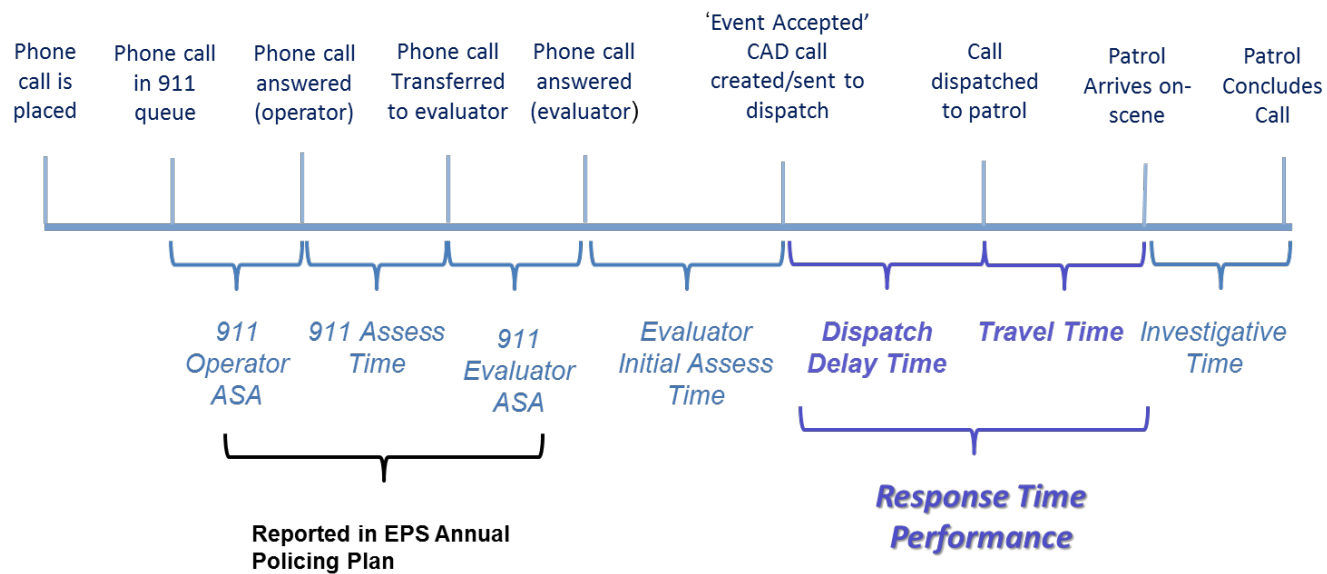 Phone
call is
placed
Phone call
in 911
queue
Phone call
answered
(operator)
Phone call
Transferred
to evaluator
Phone call
answered
(evaluator)
‘Event Accepted’
CAD call
created/sent to
dispatch
Call
dispatched
to patrol
Patrol
Arrives on-
scene
Patrol
Concludes
Call
911
Operator
ASA
911 Assess
Time
911
Evaluator
ASA
Evaluator
Initial Assess
Time
Dispatch
Delay Time
Travel Time
Investigative
Time
Reported in EPS Annual
Policing Plan
Response Time
Performance